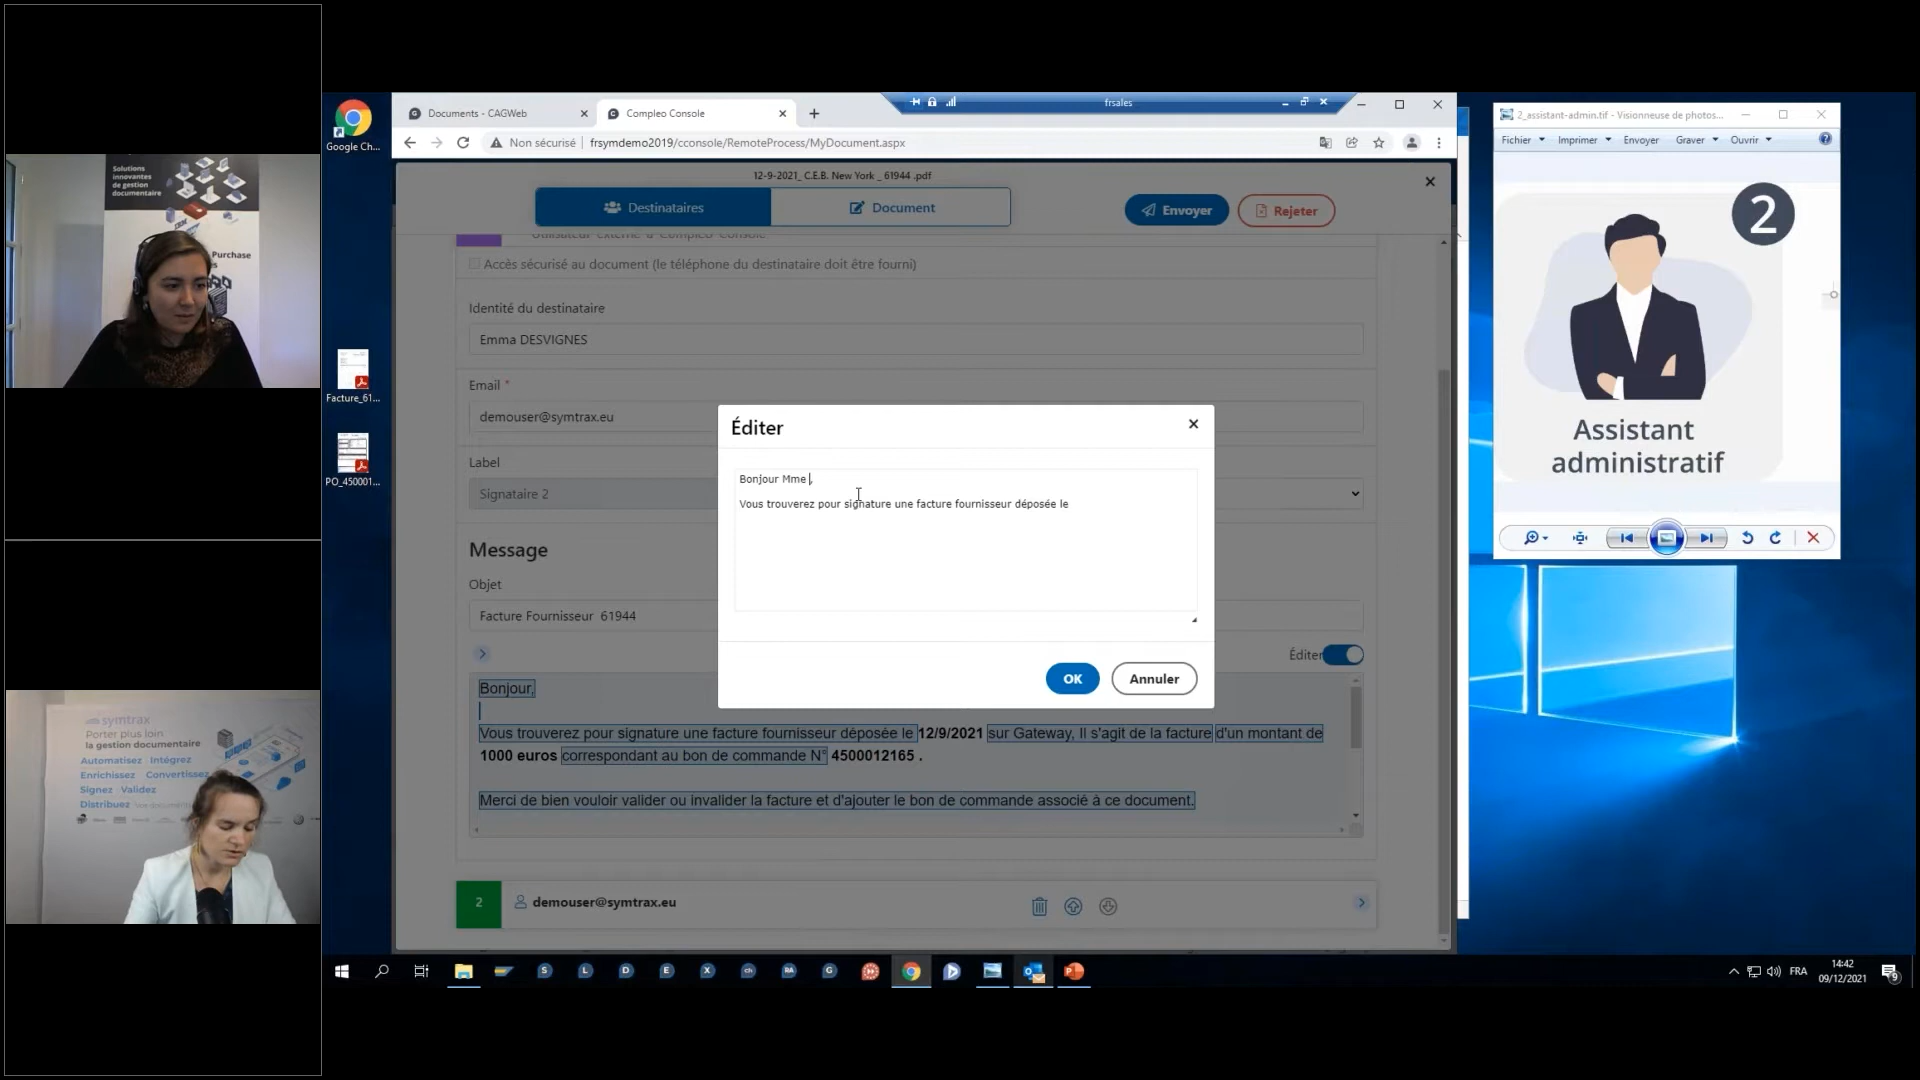 Solutions
innovantes
de gestion
documentaire
Purchase
symtrax
Porter plus loin
la gestion documentaire
Automatisez Intégrez
Enrichissez Convertissez
Signez Validez
Distribuez
Google Ch...
Facture_61...
PO_450001...
Documents - CAGWeb
Compleo Console
frsales
Non sécurisé
frsymdemo2019/cconsole/RemoteProcess/MyDocument.aspx
12-9-2021_ C.E.B. New York _ 61944 .pdf
Destinataires
Document
Envoyer
Rejeter
Utilisateur externe à Compleo Console
Accès sécurisé au document (le téléphone du destinataire doit être fourni)
Identité du destinataire
Emma DESVIGNES
Email *
demouser@symtrax.eu
Label
Signataire 2
Message
Objet
Facture Fournisseur 61944
Éditer
Bonjour,
Vous trouverez pour signature une facture fournisseur déposée le 12/9/2021 sur Gateway, Il s'agit de la facture d'un montant de
1000 euros correspondant au bon de commande N° 4500012165 .
Merci de bien vouloir valider ou invalider la facture et d'ajouter le bon de commande associé à ce document.
2
demouser@symtrax.eu
Éditer
Bonjour Mme ,
Vous trouverez pour signature une facture fournisseur déposée le
OK
Annuler
2_assistant-admin.tif - Visionneuse de photos...
Fichier
Imprimer
Envoyer
Graver
Ouvrir
2
Assistant
administratif
S
L
D
E
X
ch
RA
G
FRA
14:42
09/12/2021
9